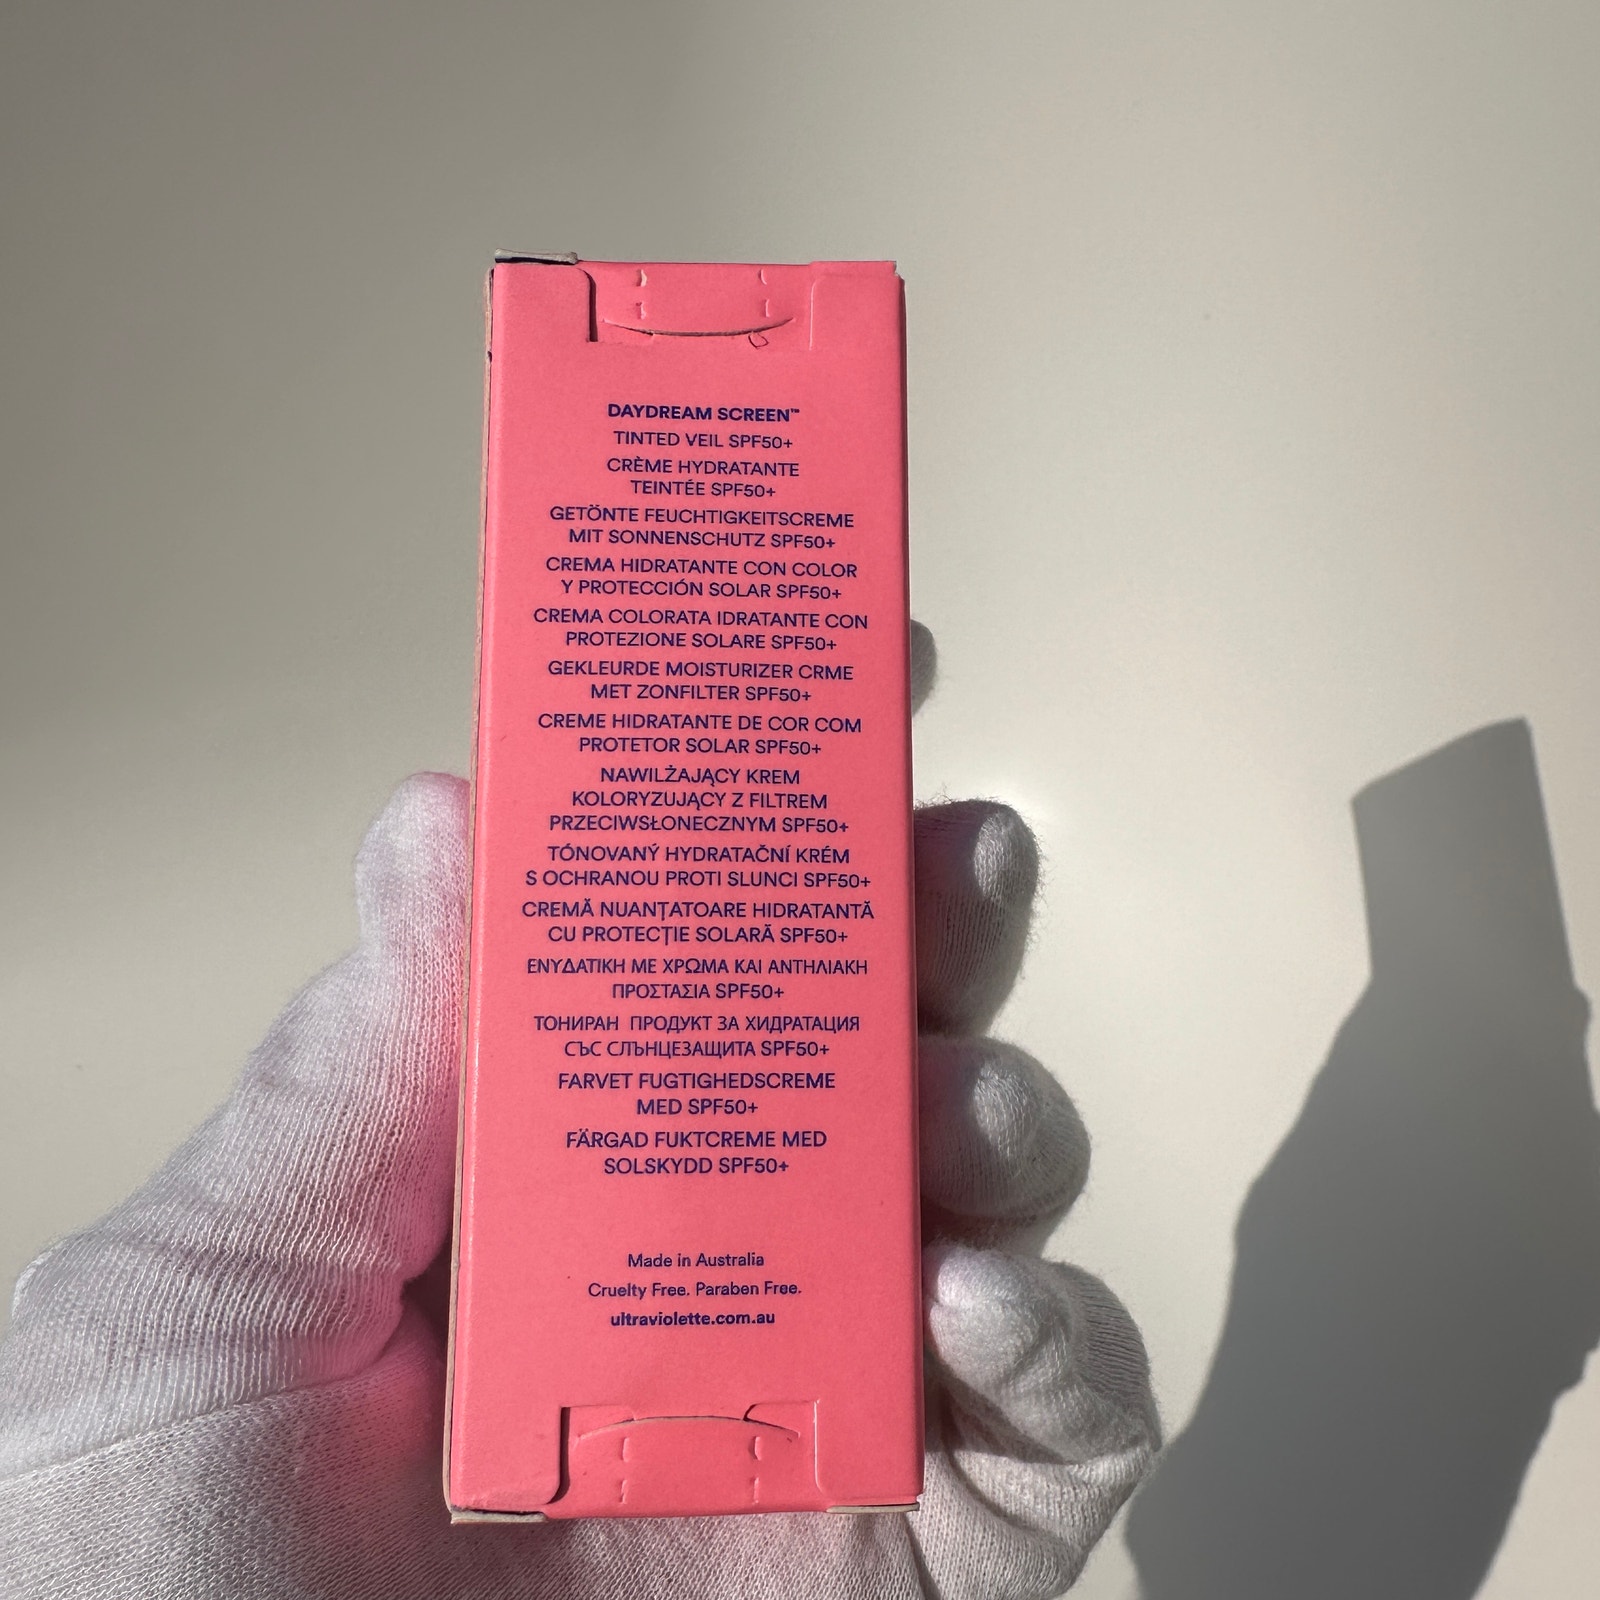 DAYDREAM SCREEN™
TINTED VEIL SPF50+
CRÈME HYDRATANTE
TEINTÉE SPF50+
GETÖNTE FEUCHTIGKEITSCREME
MIT SONNENSCHUTZ SPF50+
CREMA HIDRATANTE CON COLOR
Y PROTECCIÓN SOLAR SPF50+
CREMA COLORATA IDRATANTE CON
PROTEZIONE SOLARE SPF50+
GEKLEURDE MOISTURIZER CRME
MET ZONFILTER SPF50+
CREME HIDRATANTE DE COR COM
PROTETOR SOLAR SPF50+
NAWILŻAJĄCY KREM
KOLORYZUJĄCY Z FILTREM
PRZECIWSŁONECZNYM SPF50+
TÓNOVANÝ HYDRATAČNÍ KRÉM
S OCHRANOU PROTI SLUNCI SPF50+
CREMĂ NUANȚATOARE HIDRATANTĂ
CU PROTECȚIE SOLARĂ SPF50+
ΕΝΥΔΑΤΙΚΗ ΜΕ ΧΡΩΜΑ ΚΑΙ ΑΝΤΗΛΙΑΚΗ
ΠΡΟΣΤΑΣΙΑ SPF50+
ТОНИРАН ПРОДУКТ ЗА ХИДРАТАЦИЯ
СЪС СЛЪНЦЕЗАЩИТА SPF50+
FARVET FUGTIGHEDSCREME
MED SPF50+
FÄRGAD FUKTCREME MED
SOLSKYDD SPF50+
Made in Australia
Cruelty Free. Paraben Free.
ultraviolette.com.au